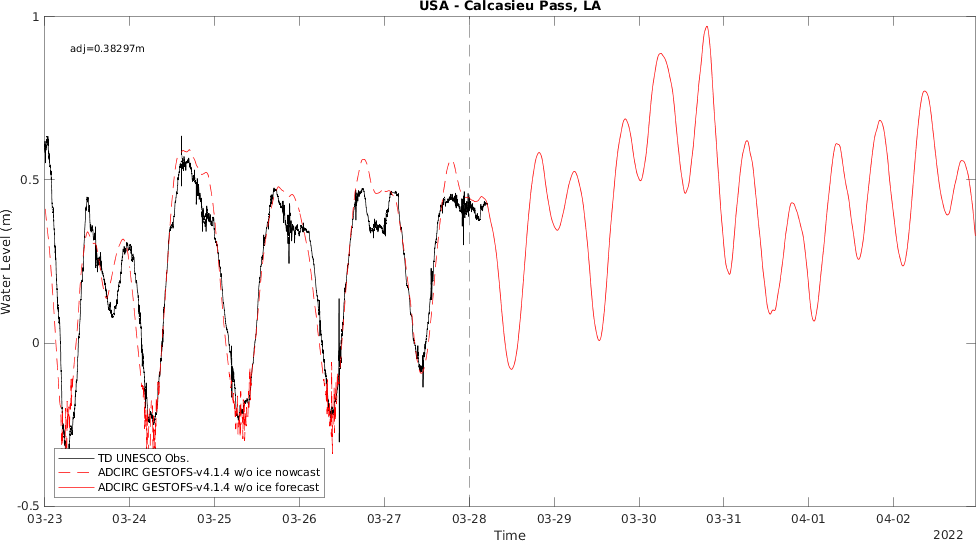 USA - Calcasieu Pass, LA
adj=0.38297m
1
0.5
0
-0.5
Water Level (m)
TD UNESCO Obs.
ADCIRC GESTOFS-v4.1.4 w/o ice nowcast
ADCIRC GESTOFS-v4.1.4 w/o ice forecast
03-23 03-24 03-25 03-26 03-27 03-28 03-29 03-30 03-31 04-01 04-02
Time
2022